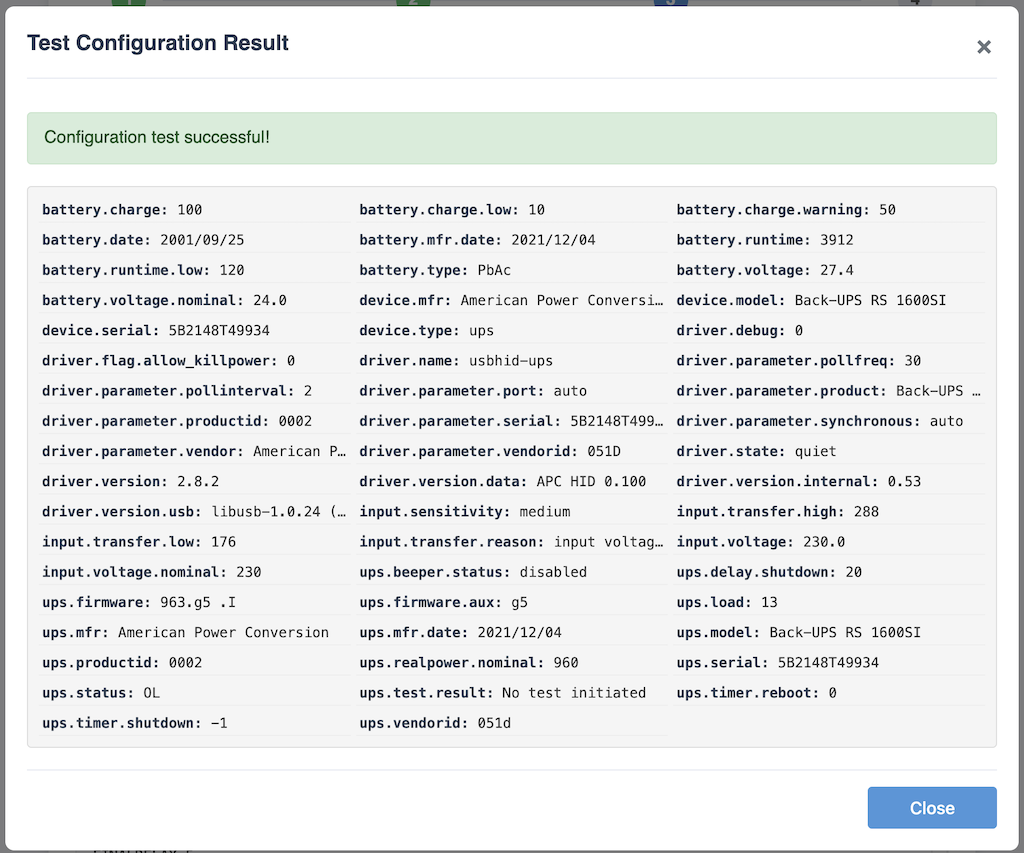 1 2 3 4
Test Configuration Result
×
Configuration test successful!
battery.charge: 100 battery.charge.low: 10 battery.charge.warning: 50
battery.date: 2001/09/25 battery.mfr.date: 2021/12/04 battery.runtime: 3912
battery.runtime.low: 120 battery.type: PbAc battery.voltage: 27.4
battery.voltage.nominal: 24.0 device.mfr: American Power Conversi… device.model: Back-UPS RS 1600SI
device.serial: 5B2148T49934 device.type: ups driver.debug: 0
driver.flag.allow_killpower: 0 driver.name: usbhid-ups driver.parameter.pollfreq: 30
driver.parameter.pollinterval: 2 driver.parameter.port: auto driver.parameter.product: Back-UPS …
driver.parameter.productid: 0002 driver.parameter.serial: 5B2148T499… driver.parameter.synchronous: auto
driver.parameter.vendor: American P… driver.parameter.vendorid: 051D driver.state: quiet
driver.version: 2.8.2 driver.version.data: APC HID 0.100 driver.version.internal: 0.53
driver.version.usb: libusb-1.0.24 (… input.sensitivity: medium input.transfer.high: 288
input.transfer.low: 176 input.transfer.reason: input voltag… input.voltage: 230.0
input.voltage.nominal: 230 ups.beeper.status: disabled ups.delay.shutdown: 20
ups.firmware: 963.g5 .I ups.firmware.aux: g5 ups.load: 13
ups.mfr: American Power Conversion ups.mfr.date: 2021/12/04 ups.model: Back-UPS RS 1600SI
ups.productid: 0002 ups.realpower.nominal: 960 ups.serial: 5B2148T49934
ups.status: OL ups.test.result: No test initiated ups.timer.reboot: 0
ups.timer.shutdown: -1 ups.vendorid: 051d
Close